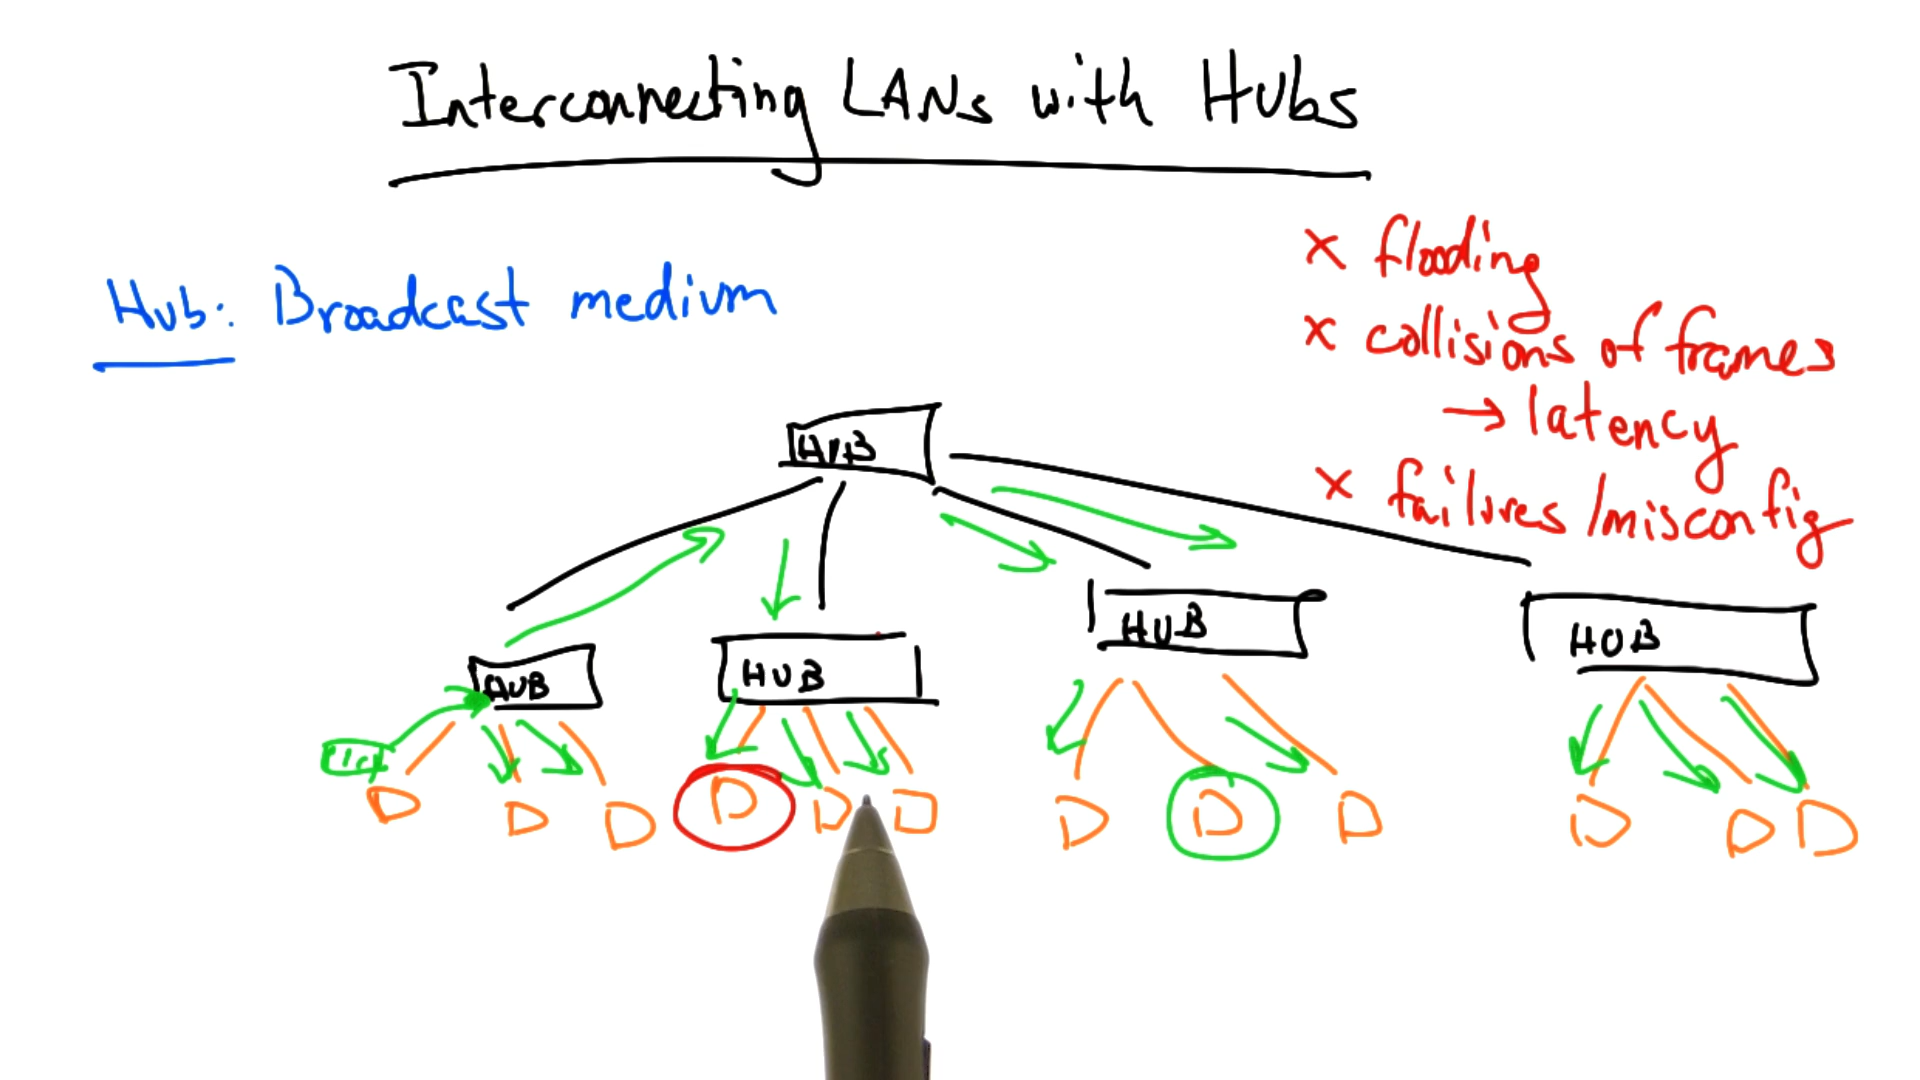 Interconnecting LANs with HUbs
Hub: Broadcast medium
x flooding
x collisions of frames
→ latency
x failures/misconfig
HUB
HUB
HUB
HUB
HUB
D D D D D D D D D D D D